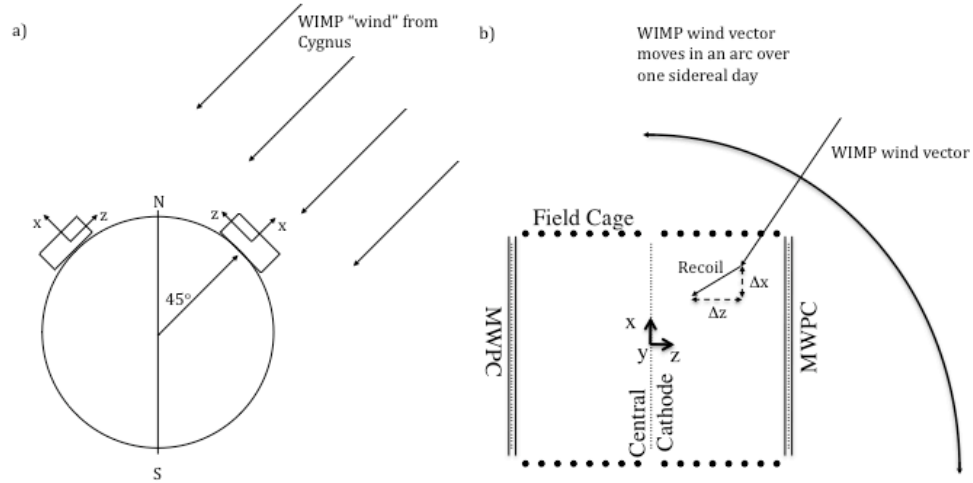 a)
WIMP "wind" from
Cygnus
N
x
z
z
x
45°
S
b)
WIMP wind vector
moves in an arc over
one sidereal day
WIMP wind vector
Field Cage
Recoil
Δx
Δz
x
y
z
MWPC
MWPC
Central
Cathode